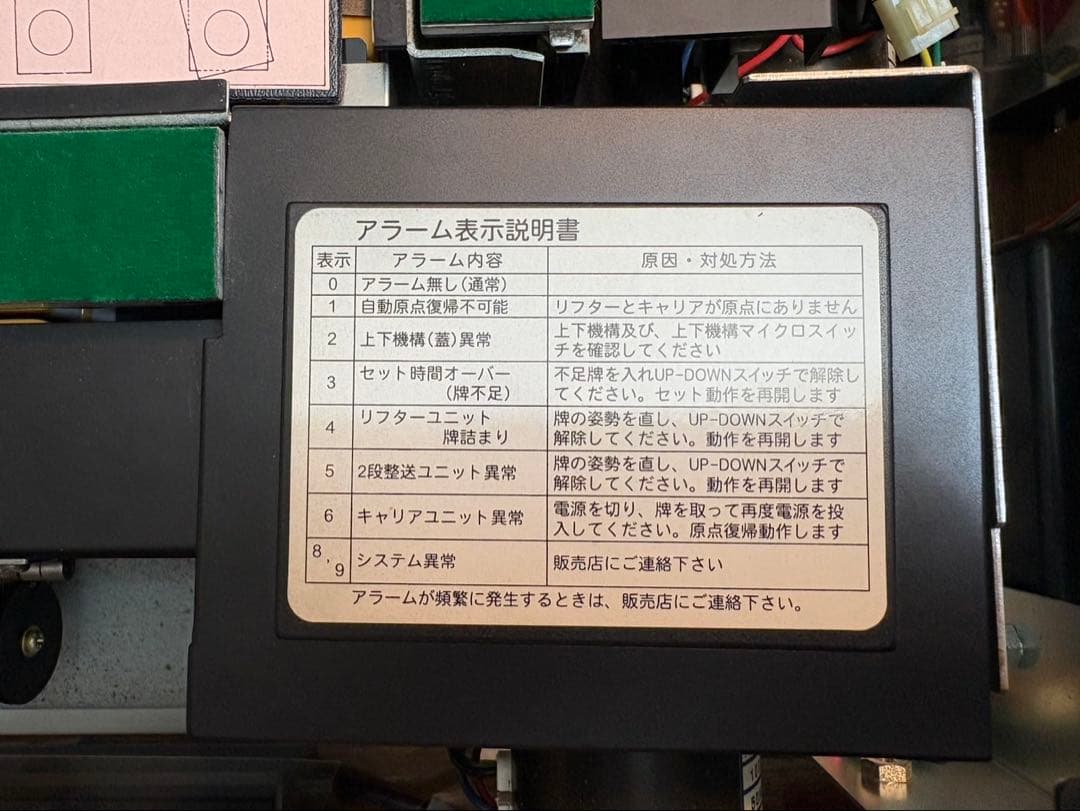 アラーム表示説明書
表示 アラーム内容 原因・対処方法
0 アラーム無し(通常)
1 自動原点復帰不可能 リフターとキャリアが原点にありません
2 上下機構(蓋)異常 上下機構及び、上下機構マイクロスイッ
チを確認してください
3 セット時間オーバー 不足牌を入れUP-DOWNスイッチで解除し
(牌不足) てください。セット動作を再開します
4 リフターユニット 牌の姿勢を直し、UP-DOWNスイッチで
牌詰まり 解除してください。動作を再開します
5 2段整送ユニット異常 牌の姿勢を直し、UP-DOWNスイッチで
解除してください。動作を再開します
6 キャリアユニット異常 電源を切り、牌を取って再度電源を投
入してください。原点復帰動作します
8,9 システム異常 販売店にご連絡下さい
アラームが頻繁に発生するときは、販売店にご連絡下さい。